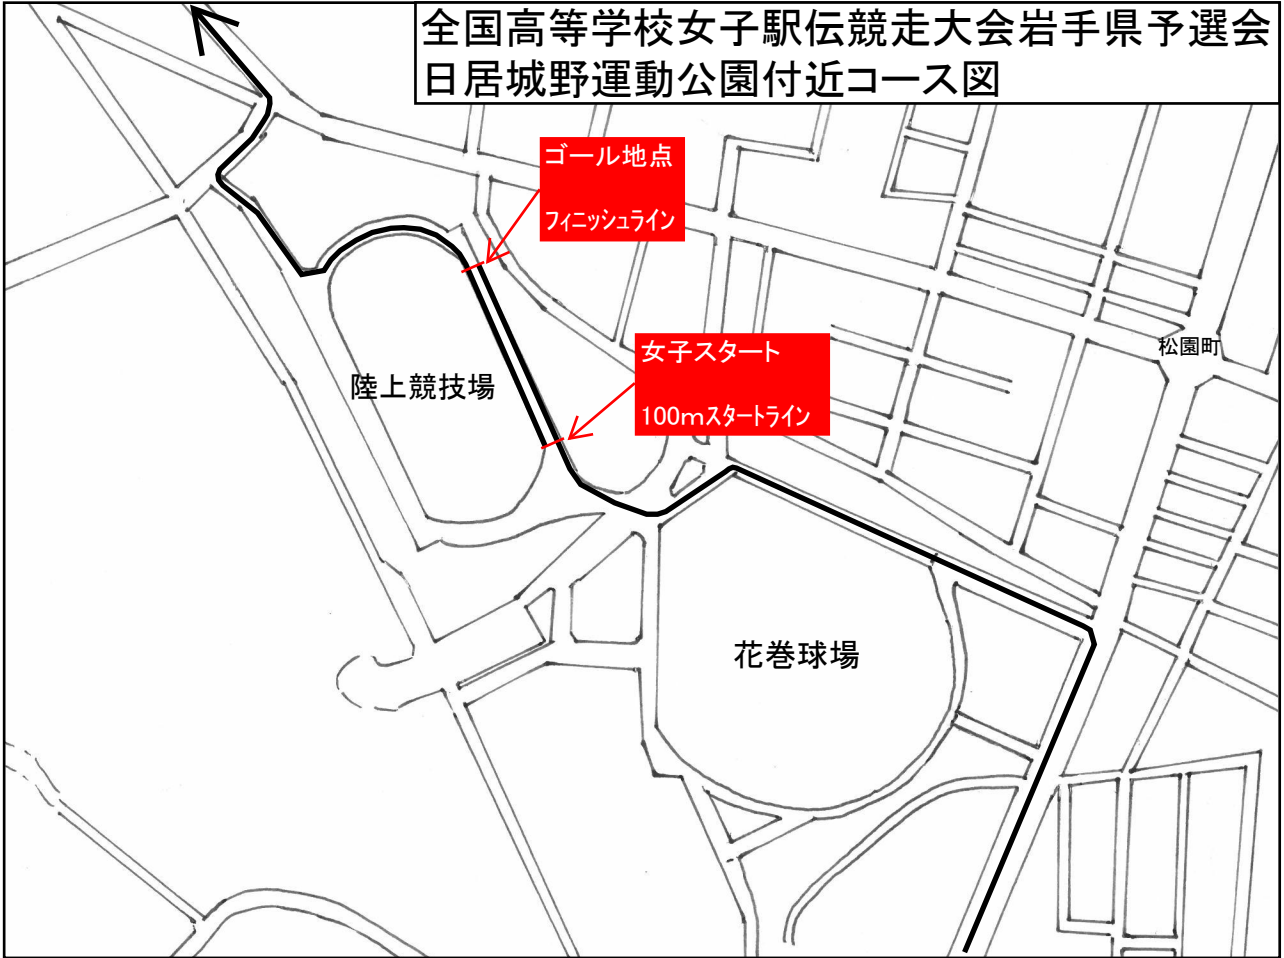 全国高等学校女子駅伝競走大会岩手県予選会
日居城野運動公園付近コース図
ゴール地点
フィニッシュライン
女子スタート
100mスタートライン
松園町
陸上競技場
花巻球場